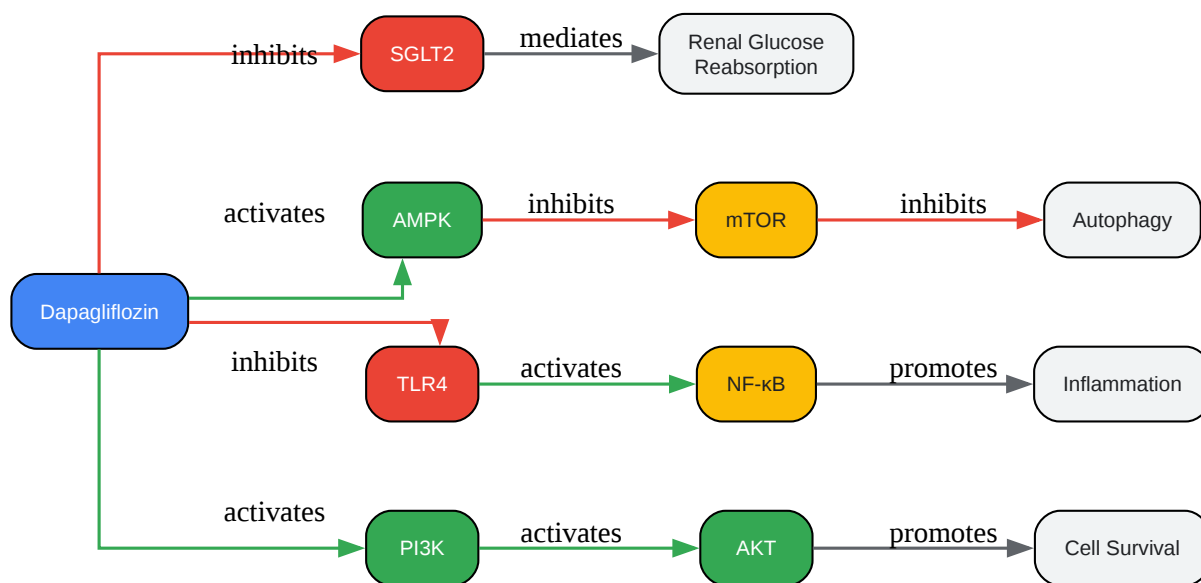 inhibits
SGLT2
mediates
Renal Glucose
Reabsorption
activates
AMPK
inhibits
mTOR
inhibits
Autophagy
Dapagliflozin
inhibits
TLR4
activates
NF-κB
promotes
Inflammation
activates
PI3K
activates
AKT
promotes
Cell Survival